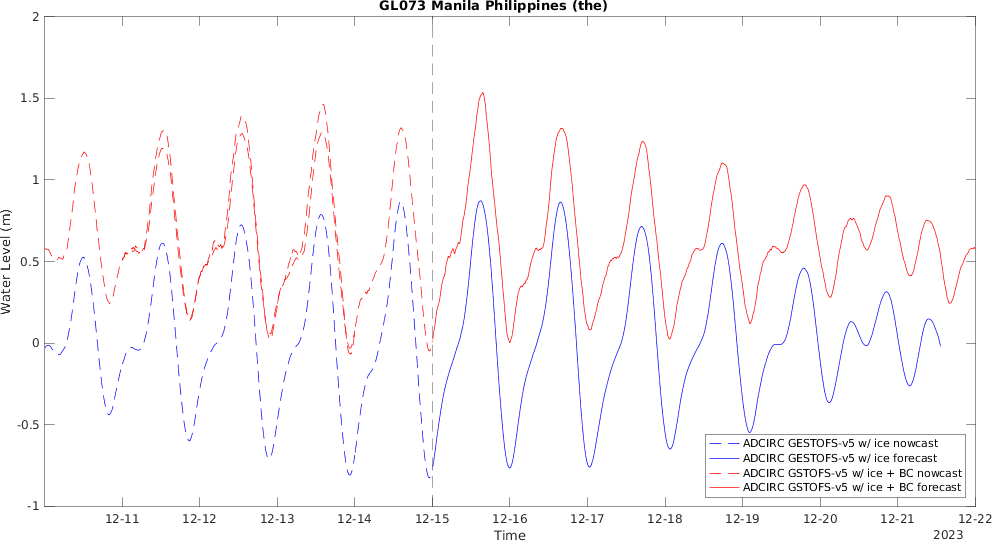 GL073 Manila Philippines (the)
2
1.5
1
0.5
0
-0.5
-1
Water Level (m)
ADCIRC GESTOFS-v5 w/ ice nowcast
ADCIRC GESTOFS-v5 w/ ice forecast
ADCIRC GSTOFS-v5 w/ ice + BC nowcast
ADCIRC GSTOFS-v5 w/ ice + BC forecast
12-11 12-12 12-13 12-14 12-15 12-16 12-17 12-18 12-19 12-20 12-21 12-22
Time
2023